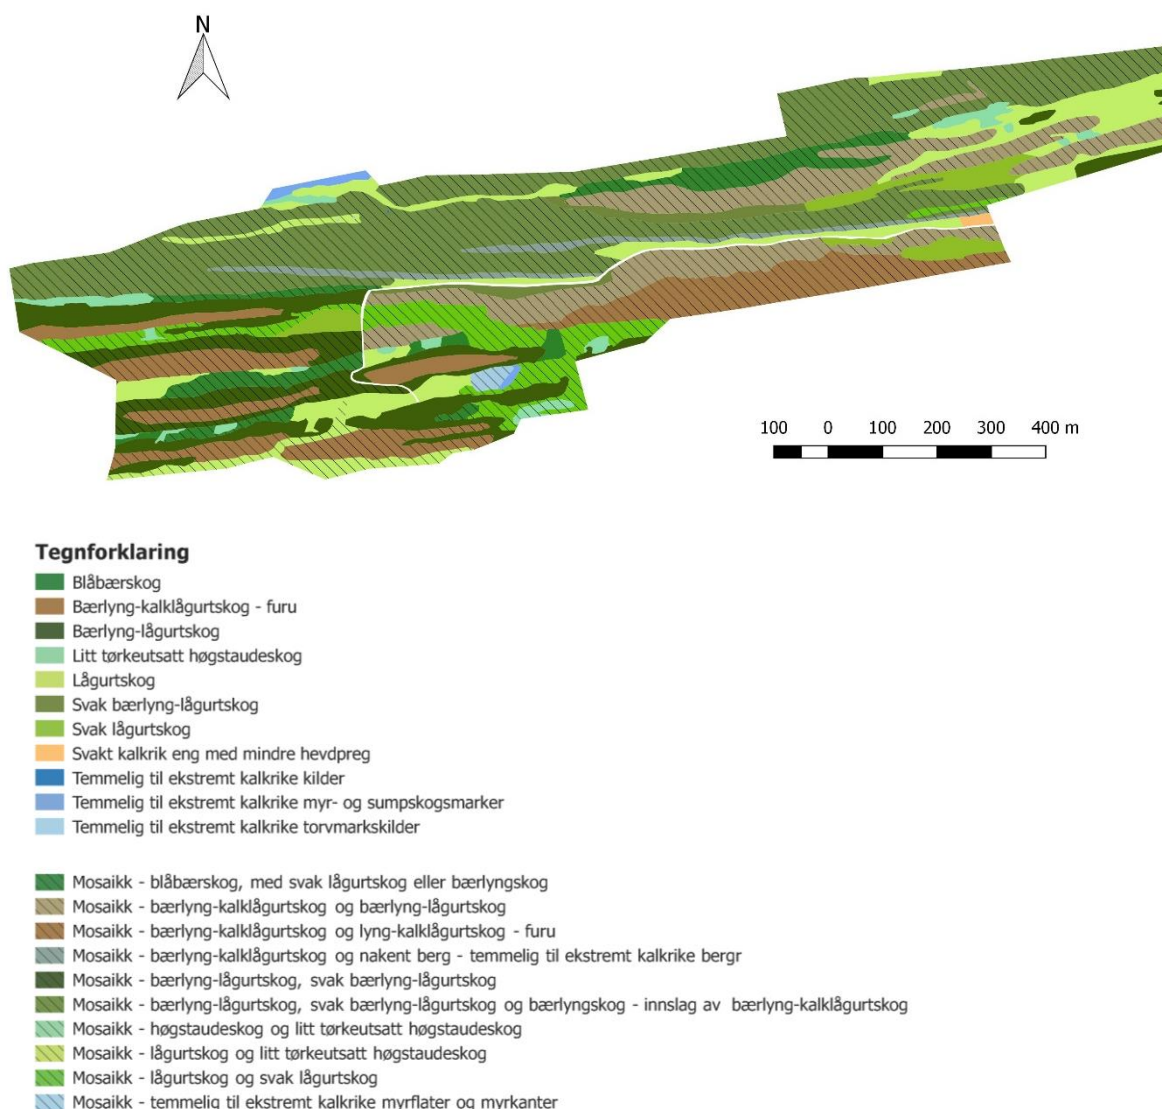 N
100 0 100 200 300 400 m
Tegnforklaring
Blåbærskog
Bærlyng-kalklågurtskog - furu
Bærlyng-lågurtskog
Litt tørkeutsatt høgstaudeskog
Lågurtskog
Svak bærlyng-lågurtskog
Svak lågurtskog
Svakt kalkrik eng med mindre hevdpreg
Temmelig til ekstremt kalkrike kilder
Temmelig til ekstremt kalkrike myr- og sumpskogsmarker
Temmelig til ekstremt kalkrike torvmarkskilder
Mosaikk - blåbærskog, med svak lågurtskog eller bærlyngskog
Mosaikk - bærlyng-kalklågurtskog og bærlyng-lågurtskog
Mosaikk - bærlyng-kalklågurtskog og lyng-kalklågurtskog - furu
Mosaikk - bærlyng-kalklågurtskog og nakent berg - temmelig til ekstremt kalkrike bergr
Mosaikk - bærlyng-lågurtskog, svak bærlyng-lågurtskog
Mosaikk - bærlyng-lågurtskog, svak bærlyng-lågurtskog og bærlyngskog - innslag av bærlyng-kalklågurtskog
Mosaikk - høgstaudeskog og litt tørkeutsatt høgstaudeskog
Mosaikk - lågurtskog og litt tørkeutsatt høgstaudeskog
Mosaikk - lågurtskog og svak lågurtskog
Mosaikk - temmelig til ekstremt kalkrike myrflater og myrkanter